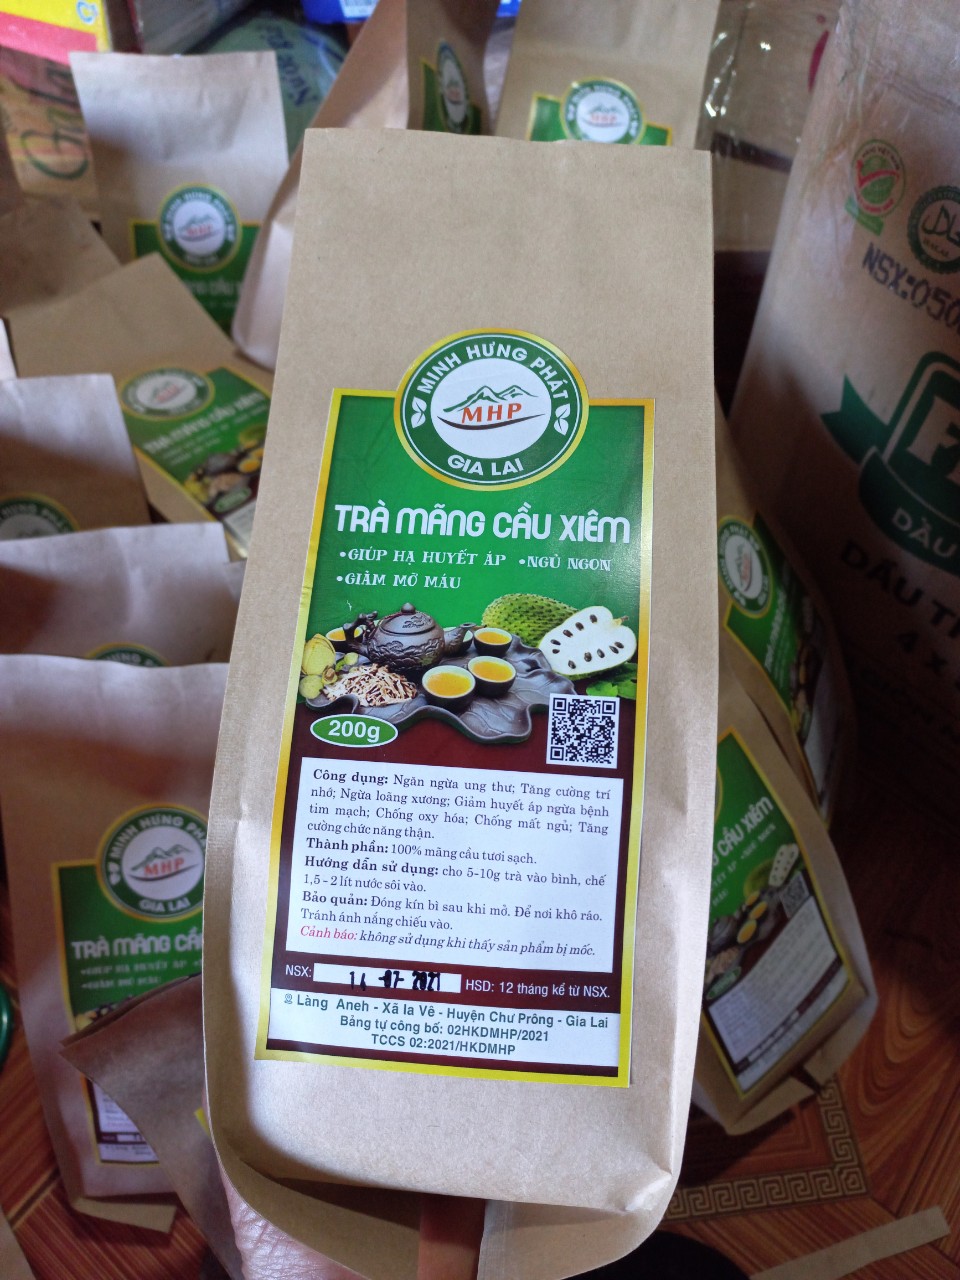 MINH HƯNG PHÁT
MHP
GIA LAI
TRÀ MÃNG CẦU XIÊM
•GIÚP HẠ HUYẾT ÁP •NGỦ NGON
•GIẢM MỠ MÁU
200g
Công dụng: Ngăn ngừa ung thư; Tăng cường trí
nhớ; Ngừa loãng xương; Giảm huyết áp ngừa bệnh
tim mạch; Chống oxy hóa; Chống mất ngủ; Tăng
cường chức năng thận.
Thành phần: 100% mãng cầu tươi sạch.
Hướng dẫn sử dụng: cho 5-10g trà vào bình, chế
1,5 - 2 lít nước sôi vào.
Bảo quản: Đóng kín bì sau khi mở. Để nơi khô ráo.
Tránh ánh nắng chiếu vào.
Cảnh báo: không sử dụng khi thấy sản phẩm bị mốc.
NSX: 14 -07- 2021 HSD: 12 tháng kể từ NSX.
Làng Aneh - Xã Ia Vê - Huyện Chư Prông - Gia Lai
Bảng tự công bố: 02HKDMHP/2021
TCCS 02:2021/HKDMHP
MHP
MINH HƯNG PHÁT
MHP
GIA LAI
TRÀ MÃNG CẦ
NSX:050
DẦU
HALAL
CẦU XIÊM